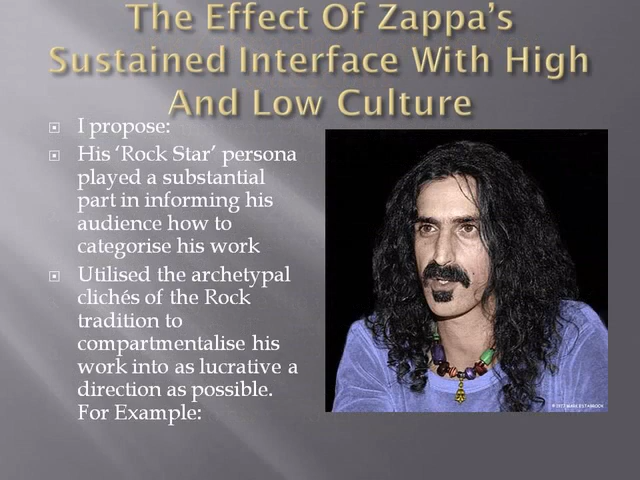 The Effect Of Zappa’s
Sustained Interface With High
And Low Culture
I propose:
His ‘Rock Star’ persona
played a substantial
part in informing his
audience how to
categorise his work
Utilised the archetypal
clichés of the Rock
tradition to
compartmentalise his
work into as lucrative a
direction as possible.
For Example: